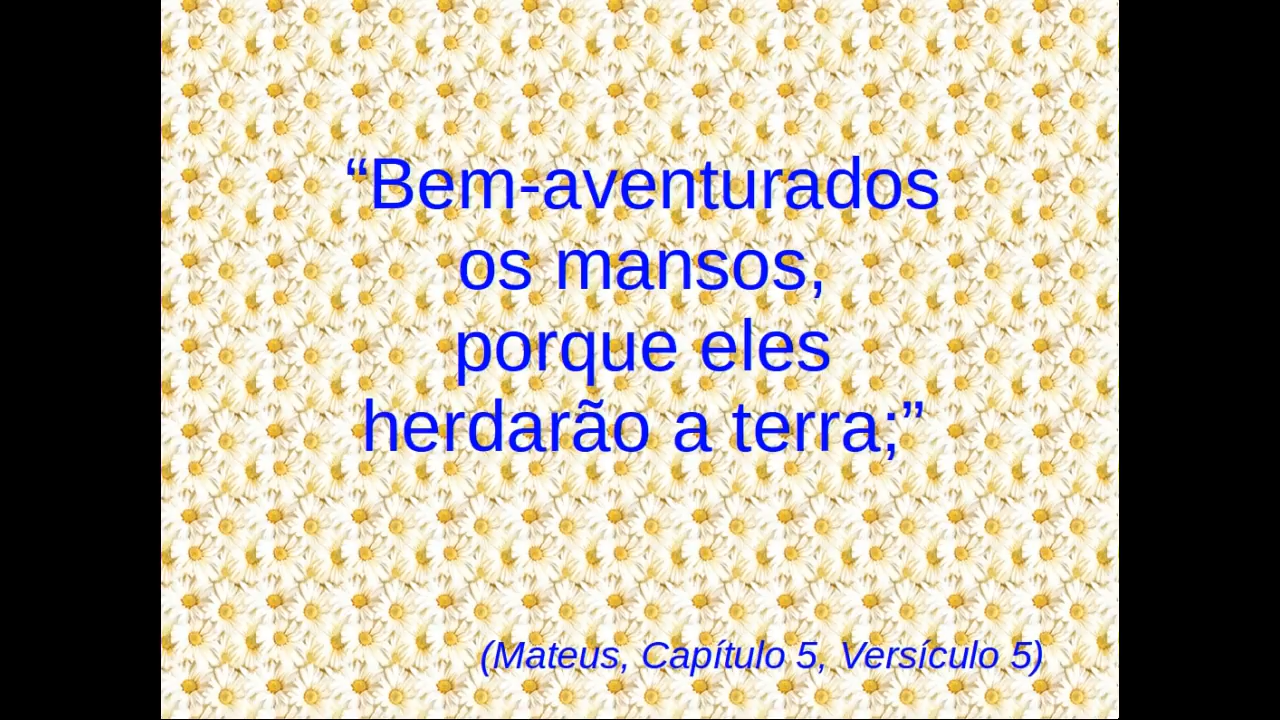 “Bem-aventurados
os mansos,
porque eles
herdarão a terra;”
(Mateus, Capítulo 5, Versículo 5)